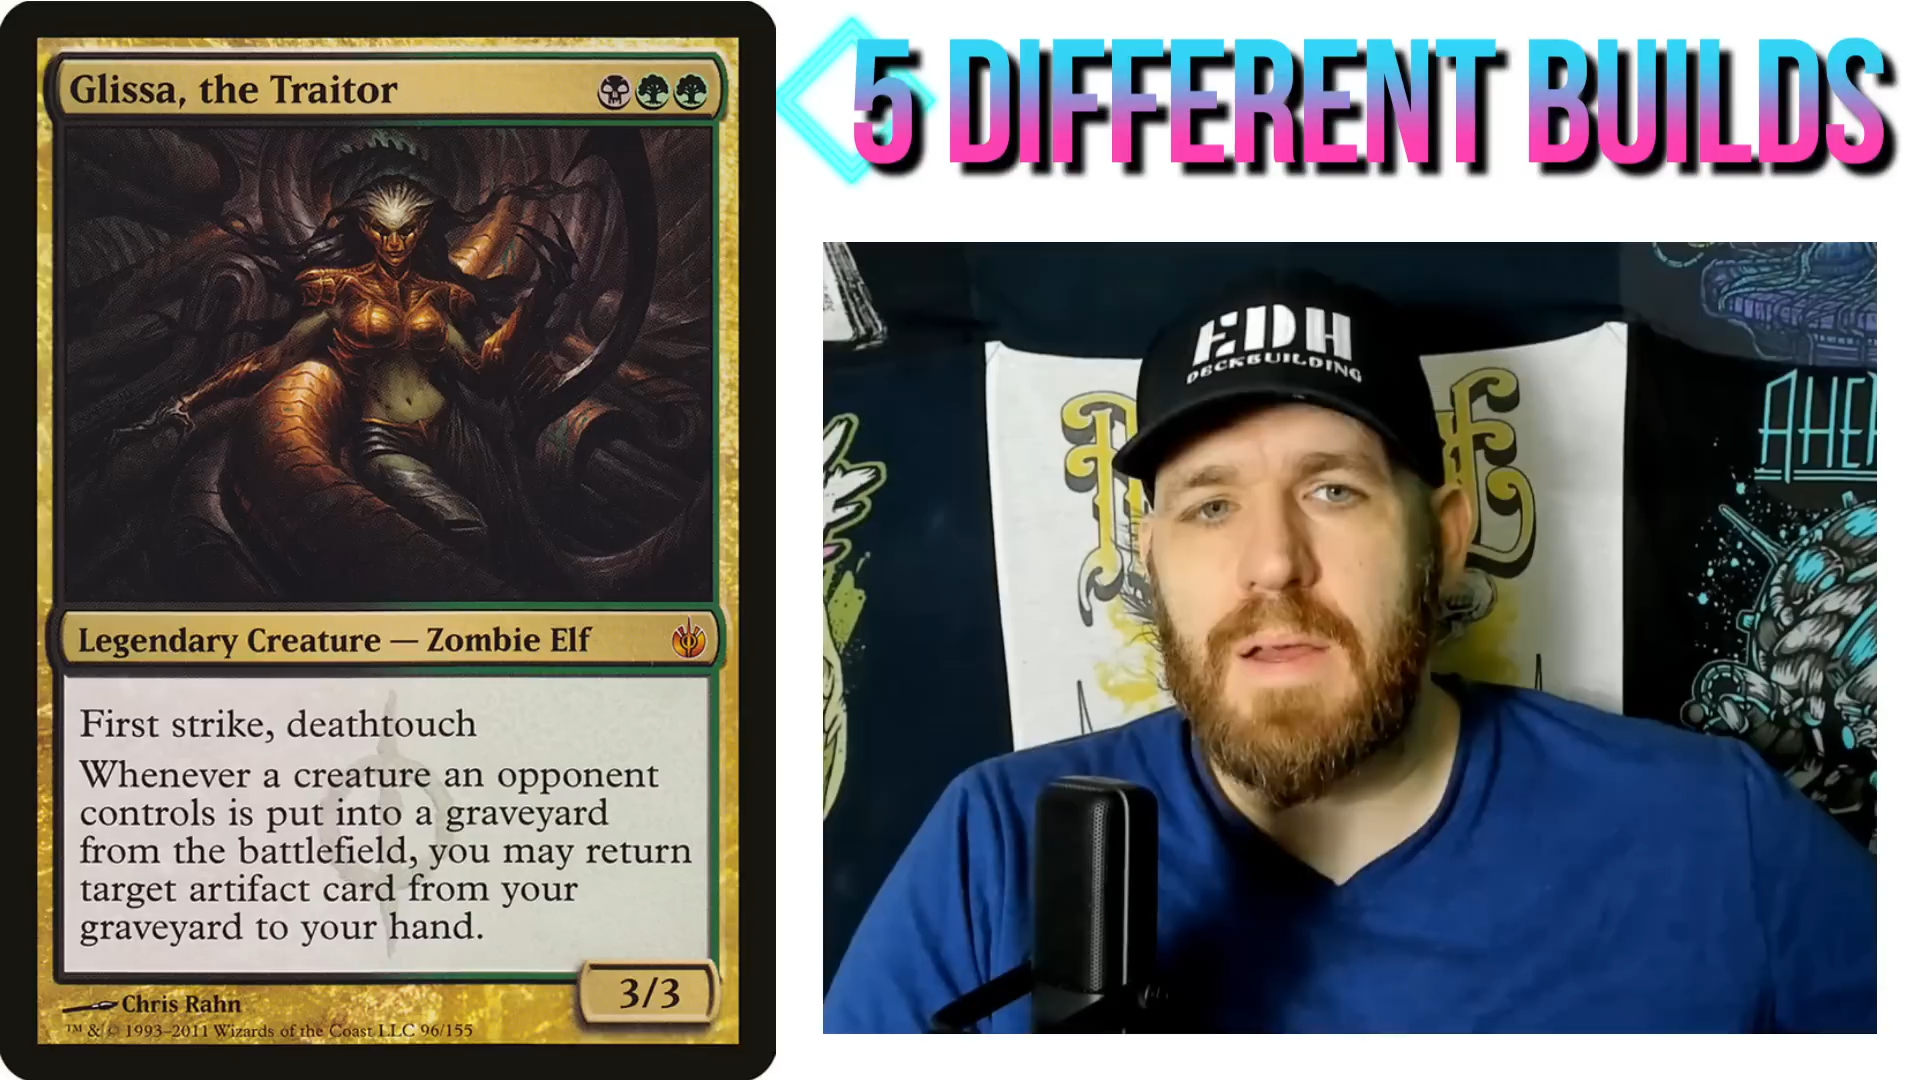 Glissa, the Traitor
Legendary Creature — Zombie Elf
First strike, deathtouch
Whenever a creature an opponent
controls is put into a graveyard
from the battlefield, you may return
target artifact card from your
graveyard to your hand.
3/3
Chris Rahn
™ & © 1993–2011 Wizards of the Coast LLC 96/155
5 DIFFERENT BUILDS
EDH
DECKBUILDING